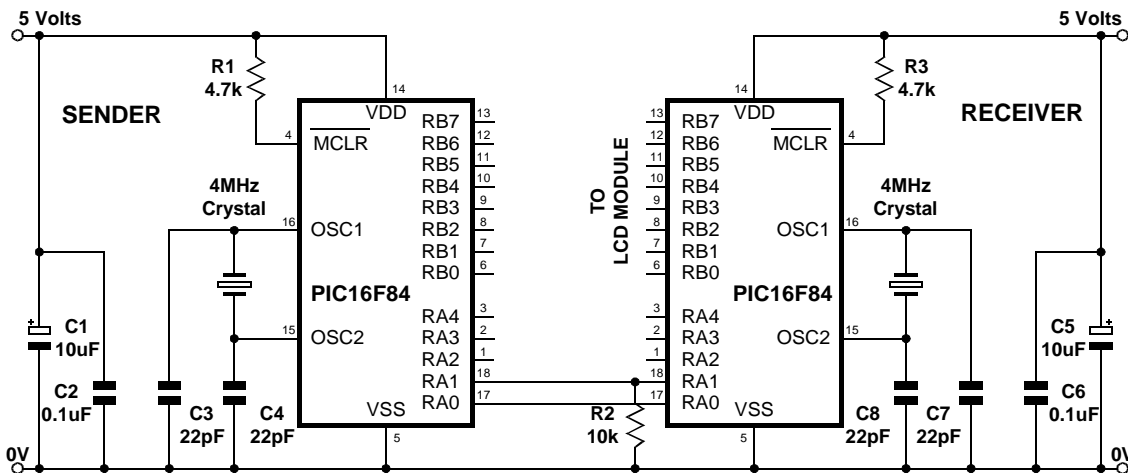 5 Volts
5 Volts
SENDER
RECEIVER
R1
4.7k
R3
4.7k
14
VDD
4
MCLR
13
RB7
12
RB6
11
RB5
10
RB4
9
RB3
8
RB2
7
RB1
6
RB0
3
RA4
2
RA3
1
RA2
18
RA1
17
RA0
4MHz
Crystal
16
OSC1
PIC16F84
15
OSC2
VSS
5
C1
10uF
+
C2
0.1uF
C3
22pF
C4
22pF
0V
TO
LCD MODULE
R2
10k
14
VDD
13
RB7
12
RB6
11
RB5
10
RB4
9
RB3
8
RB2
7
RB1
6
RB0
3
RA4
2
RA3
1
RA2
18
RA1
17
RA0
MCLR
4
4MHz
Crystal
OSC1
16
PIC16F84
OSC2
15
VSS
5
C8
22pF
C7
22pF
C5
10uF
+
C6
0.1uF
0V